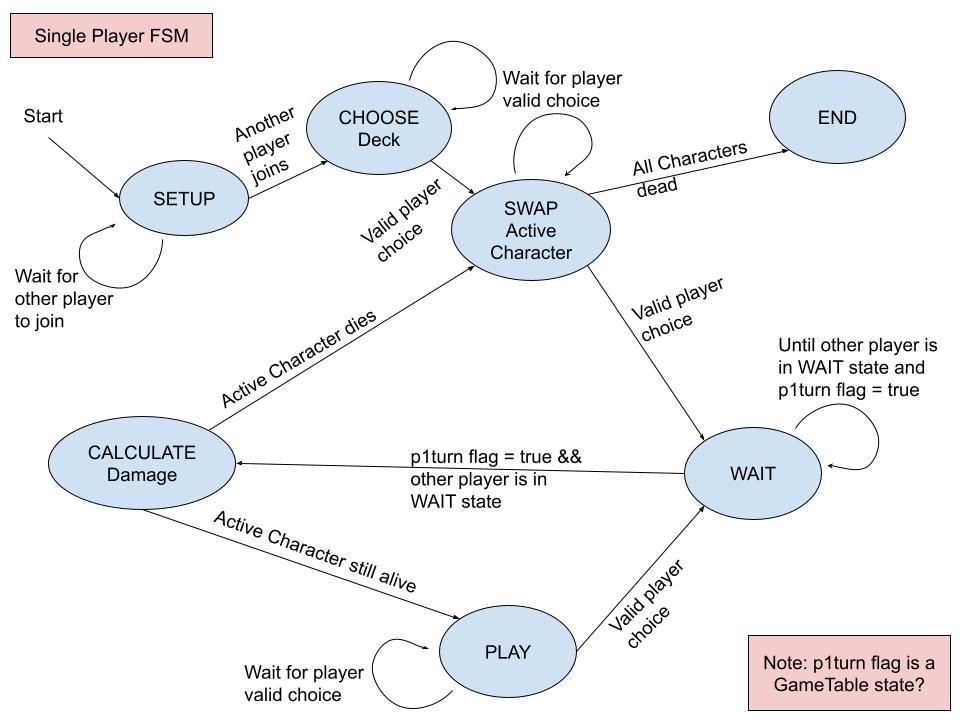 Single Player FSM
Start
Another
player
joins
CHOOSE
Deck
Wait for player
valid choice
END
SETUP
Valid player
choice
SWAP
Active
Character
All Characters
dead
Wait for
other player
to join
Valid player
choice
Active Character dies
Until other player is
in WAIT state and
p1turn flag = true
CALCULATE
Damage
p1turn flag = true &&
other player is in
WAIT state
WAIT
Active Character still alive
Valid player
choice
PLAY
Wait for player
valid choice
Note: p1turn flag is a
GameTable state?